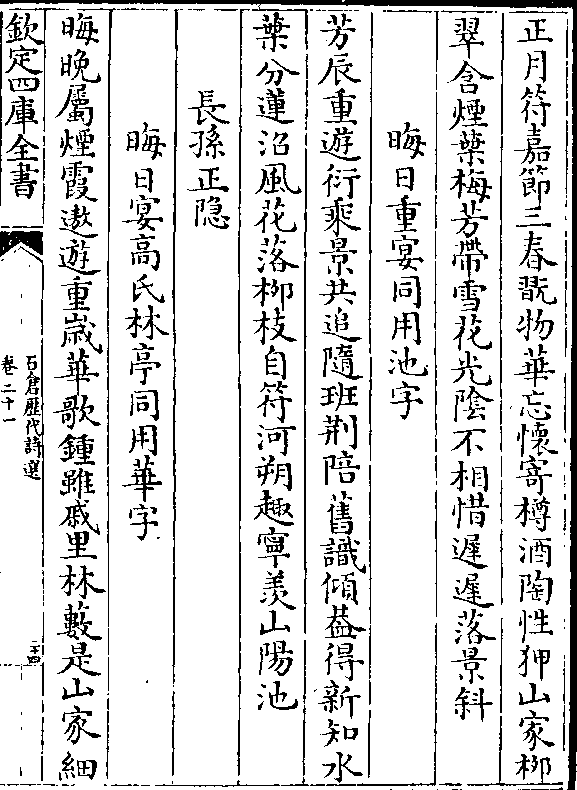 正月符嘉節三春翫物華忘懷寄樽酒陶性狎山家栁
翠含煙葉梅芳帶雪花光陰不相惜遲遲落景斜
晦日重宴同用池字
芳辰重遊衍乘景共追隨班荆陪舊識傾葢得新知水
葉分蓮沼風花落栁枝自符河朔趣寧羨山陽池
長孫正隐
晦日宴高氏林亭同用華字
晦晚屬煙霞遨遊重嵗華歌鍾雖戚里林藪是山家細
欽定四庫全書
石倉歷代詩選
卷二十一
二十四